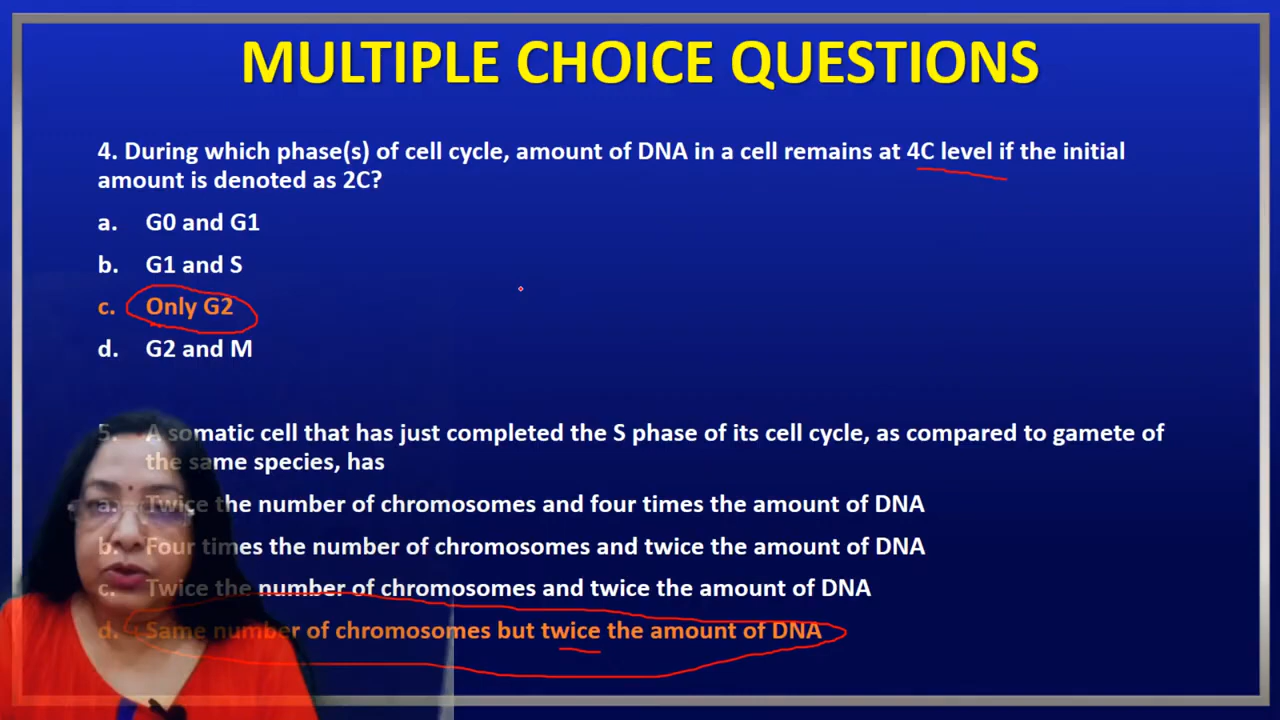 MULTIPLE CHOICE QUESTIONS
4. During which phase(s) of cell cycle, amount of DNA in a cell remains at 4C level if the initial
amount is denoted as 2C?
a. G0 and G1
b. G1 and S
c. Only G2
d. G2 and M
5. A somatic cell that has just completed the S phase of its cell cycle, as compared to gamete of
the same species, has
a. Twice the number of chromosomes and four times the amount of DNA
b. Four times the number of chromosomes and twice the amount of DNA
c. Twice the number of chromosomes and twice the amount of DNA
d. Same number of chromosomes but twice the amount of DNA